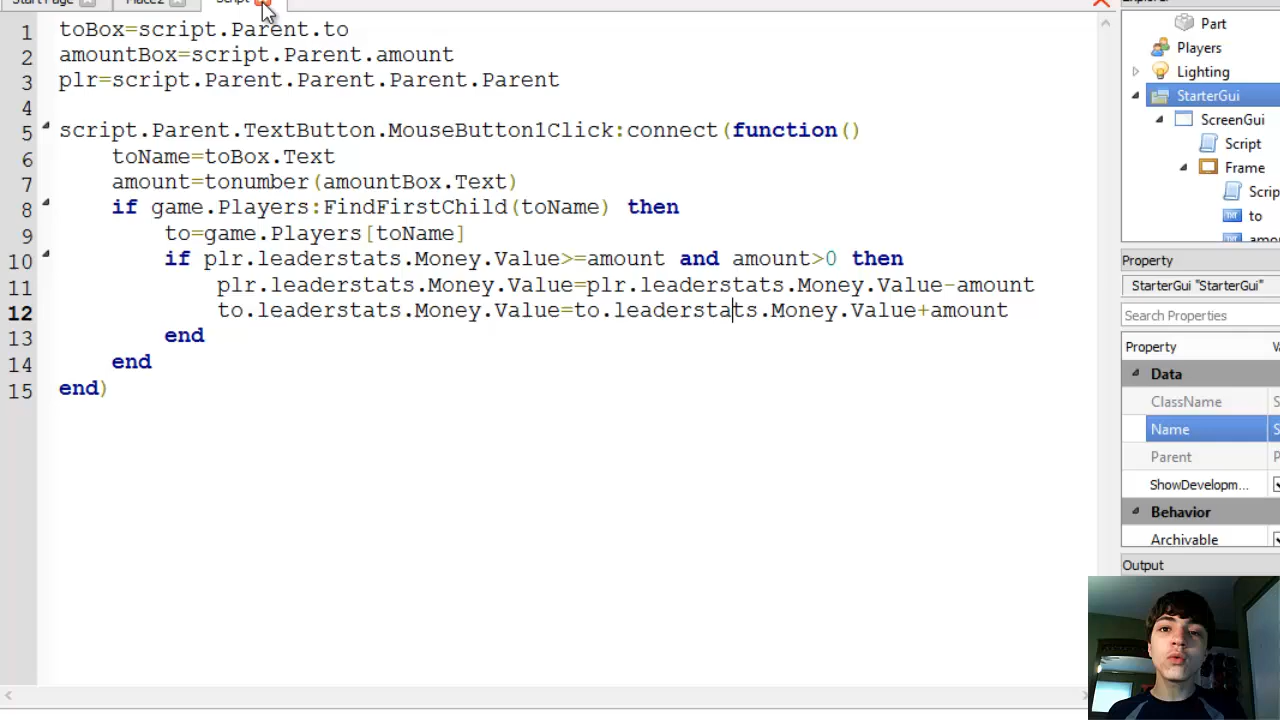 Start Page
Place2
Script
1 toBox=script.Parent.to
2 amountBox=script.Parent.amount
3 plr=script.Parent.Parent.Parent.Parent
4
5 script.Parent.TextButton.MouseButton1Click:connect(function()
6 toName=toBox.Text
7 amount=tonumber(amountBox.Text)
8 if game.Players:FindFirstChild(toName) then
9 to=game.Players[toName]
10 if plr.leaderstats.Money.Value>=amount and amount>0 then
11 plr.leaderstats.Money.Value=plr.leaderstats.Money.Value-amount
12 to.leaderstats.Money.Value=to.leaderstats.Money.Value+amount
13 end
14 end
15 end)
Part
Players
Lighting
StarterGui
ScreenGui
Script
Frame
Scrip
to
Property
StarterGui "StarterGui"
Search Properties
Property
Data
ClassName S
Name S
Parent P
ShowDevelopm...
Behavior
Archivable
Output